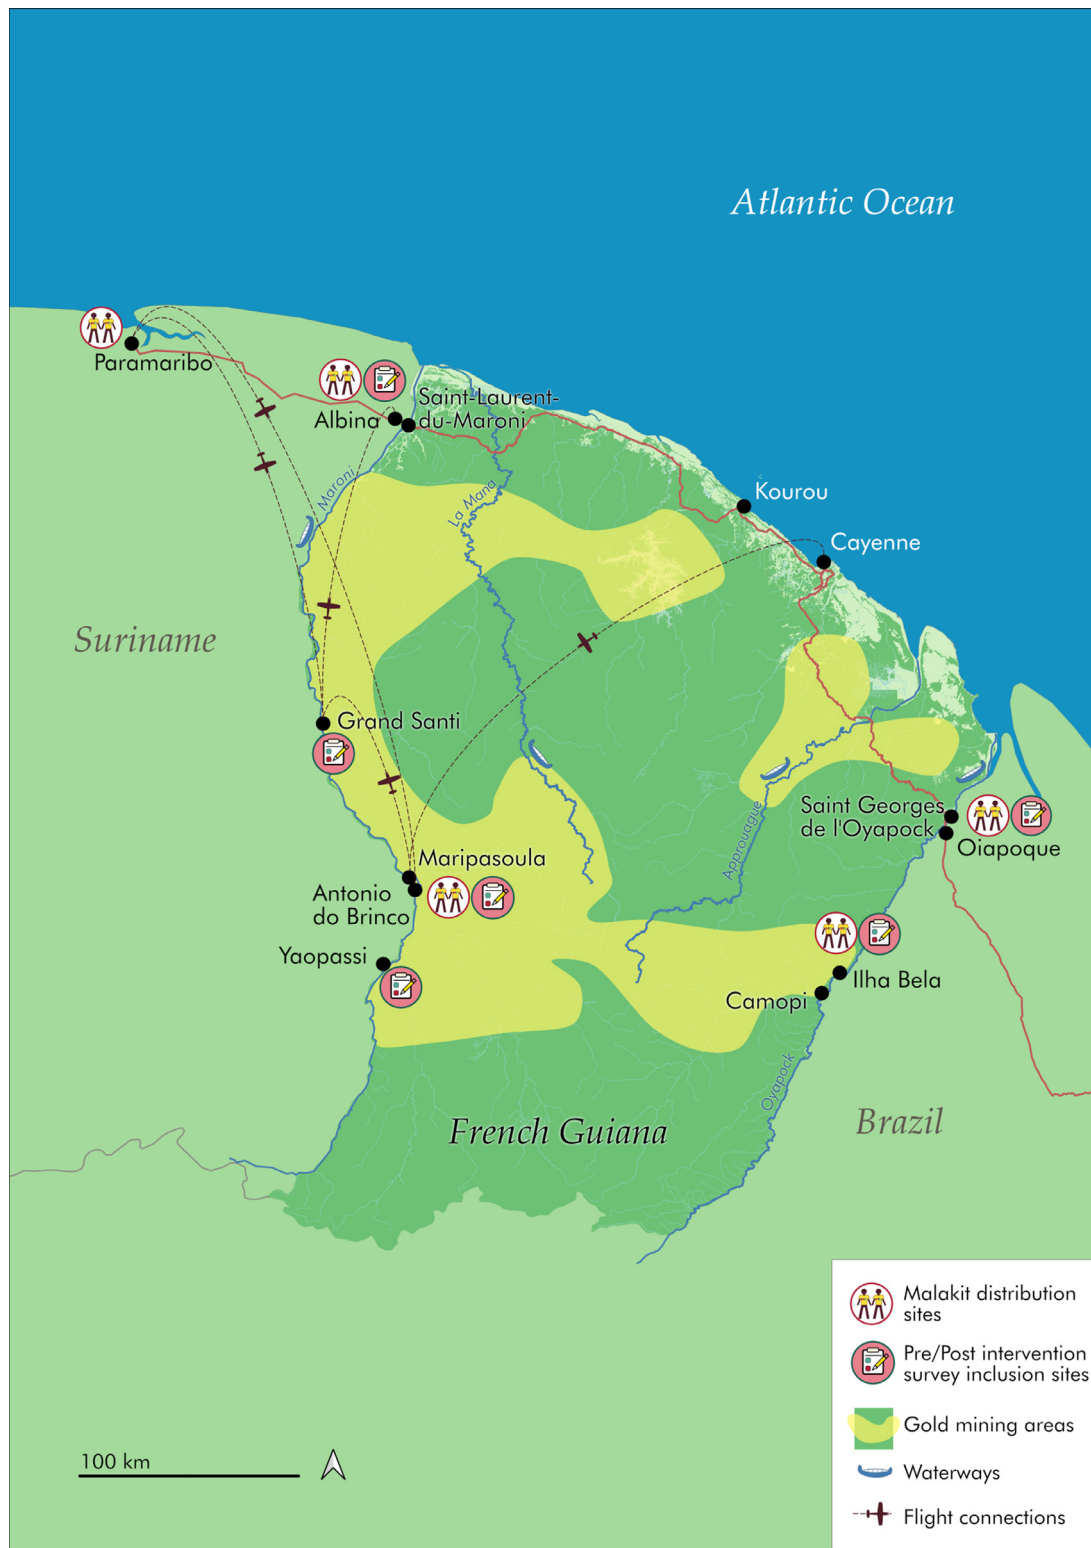 Atlantic Ocean
Paramaribo
Albina
Saint-Laurent-
du-Maroni
Maroni
La Mana
Kourou
Cayenne
Suriname
Grand Santi
Saint Georges
de l'Oyapock
Oiapoque
Approuague
Maripasoula
Antonio
do Brinco
Yaopassi
Ilha Bela
Camopi
Oyapock
French Guiana
Brazil
Malakit distribution
sites
Pre/Post intervention
survey inclusion sites
Gold mining areas
Waterways
Flight connections
100 km